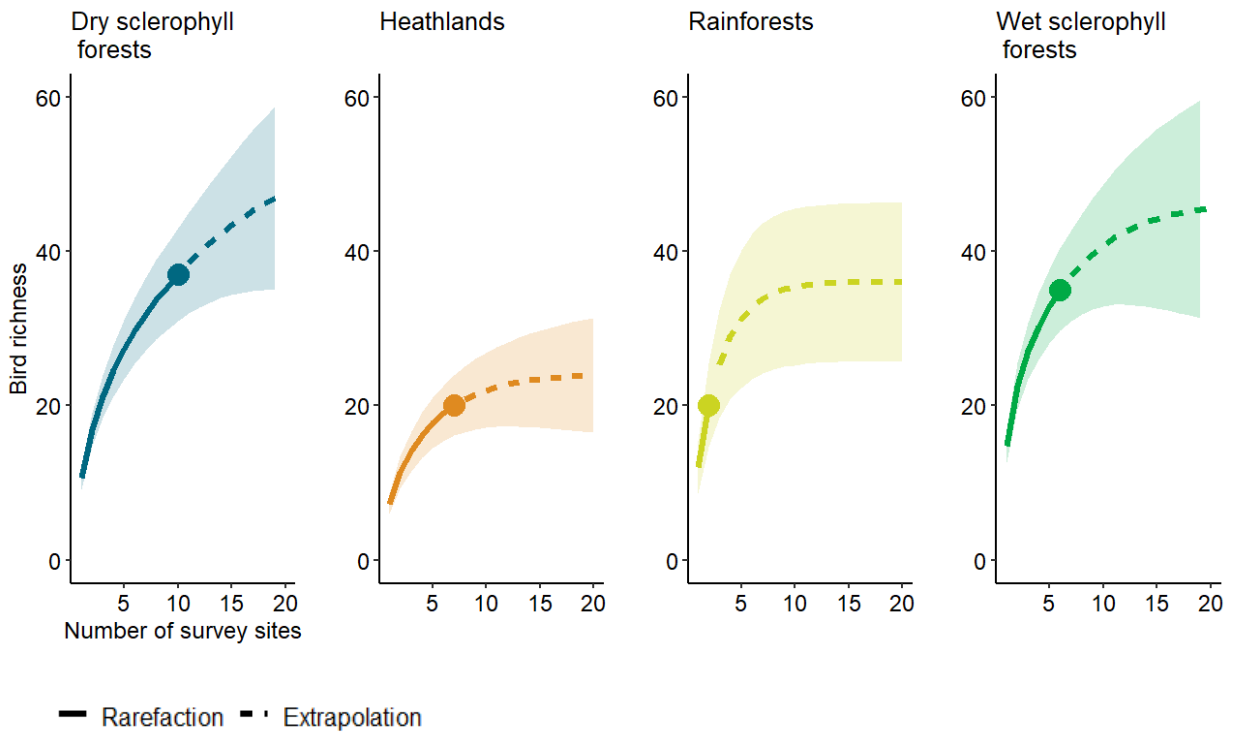 Dry sclerophyll
forests
Heathlands
Rainforests
Wet sclerophyll
forests
Bird richness
60
40
20
0
60
40
20
0
60
40
20
0
60
40
20
0
5 10 15 20
5 10 15 20
5 10 15 20
5 10 15 20
Number of survey sites
Rarefaction Extrapolation